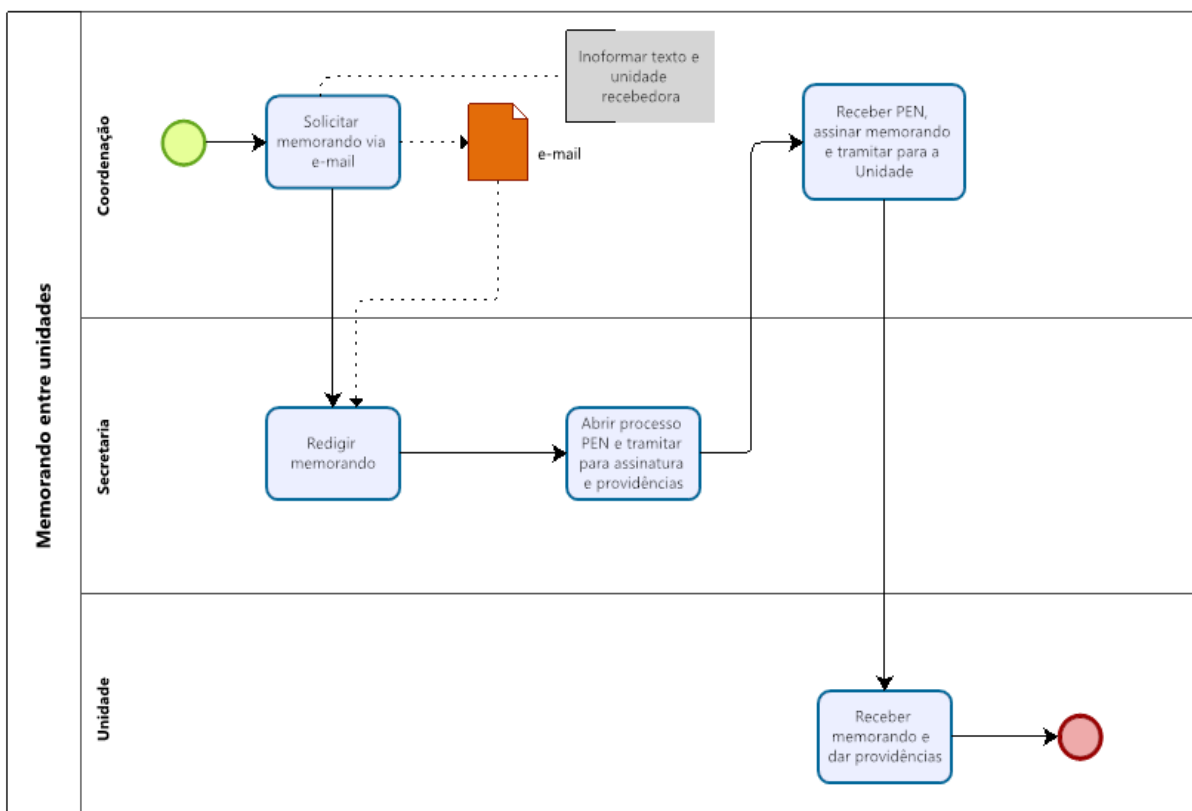 Memorando entre unidades
Coordenação
Solicitar
memorando via
e-mail
e-mail
Inoformar texto e
unidade
recebedora
Receber PEN,
assinar memorando
e tramitar para a
Unidade
Secretaria
Redigir
memorando
Abrir processo
PEN e tramitar
para assinatura
e providências
Unidade
Receber
memorando e
dar providências